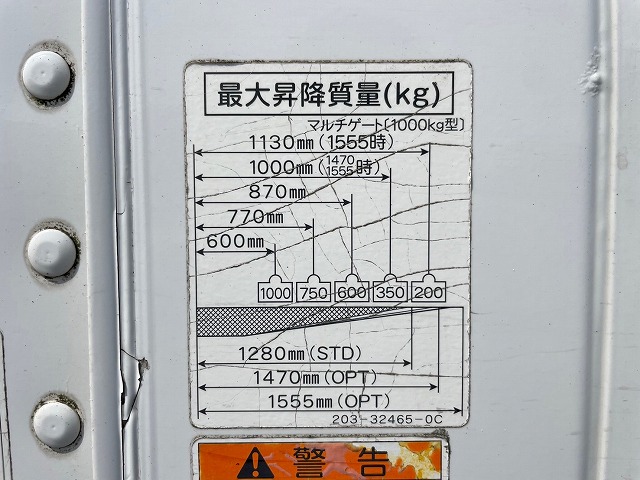 最大昇降質量(kg)
マルチゲート〔1000kg型〕
1130mm(1555時)
1000mm(1470 1555時)
870mm
770mm
600mm
1000 750 600 350 200
1280mm(STD)
1470mm(OPT)
1555mm(OPT)
203-32465-0C
警告